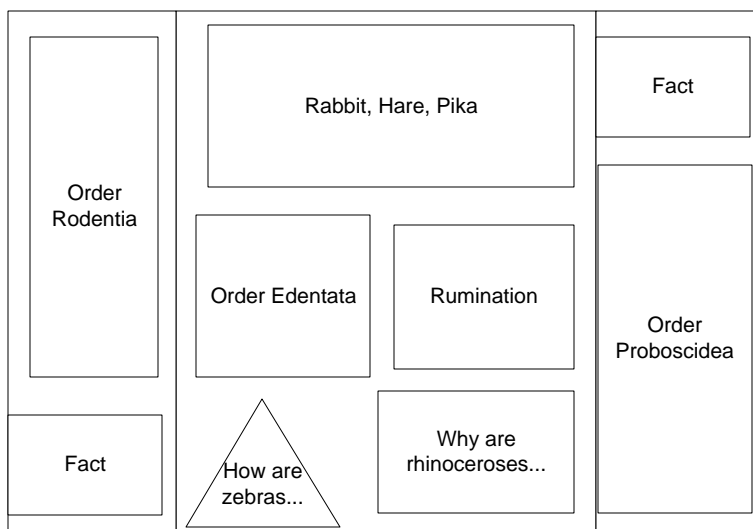 Order
Rodentia
Fact
Rabbit, Hare, Pika
Order Edentata
Rumination
How are
zebras...
Why are
rhinoceroses...
Fact
Order
Proboscidea